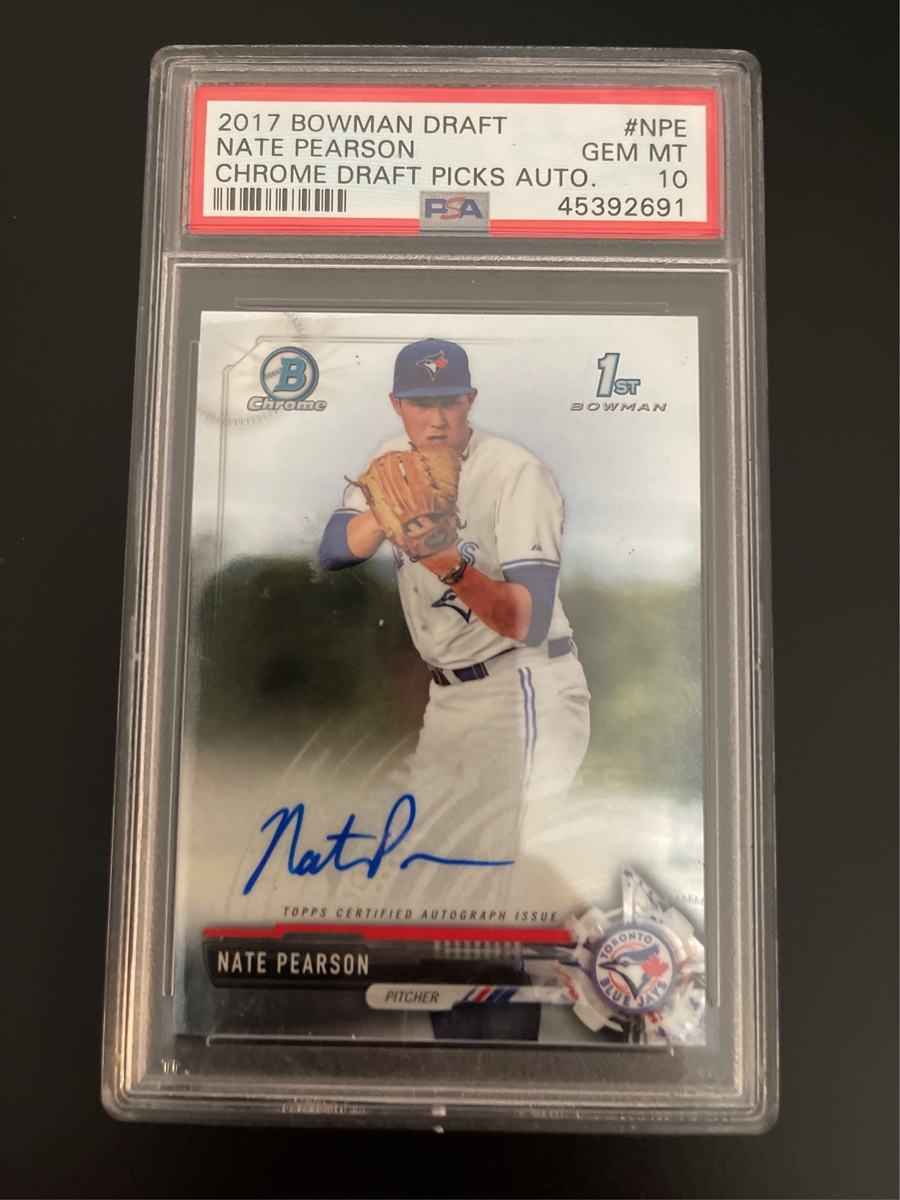 2017 BOWMAN DRAFT #NPE
NATE PEARSON GEM MT
CHROME DRAFT PICKS AUTO. 10
PSA 45392691
B
Chrome
1ST
BOWMAN
Nate P
TOPPS CERTIFIED AUTOGRAPH ISSUE
NATE PEARSON
PITCHER
TORONTO
BLUE JAYS